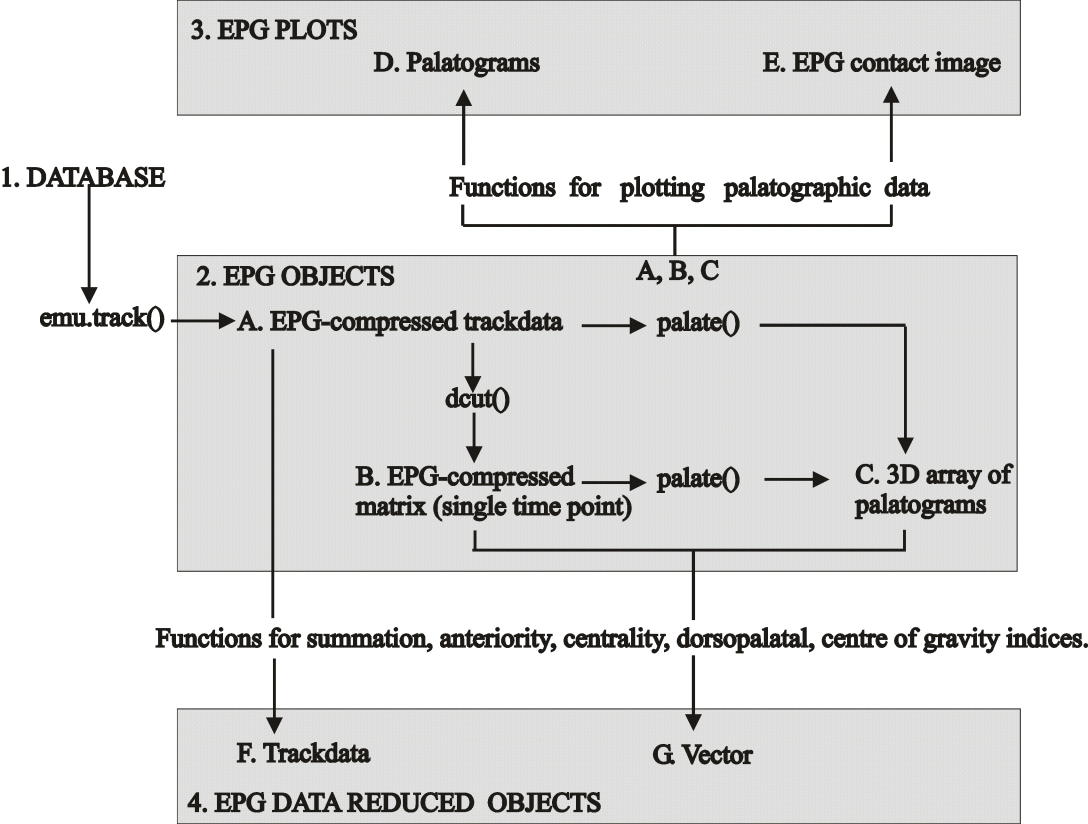 3. EPG PLOTS
D. Palatograms
E. EPG contact image
1. DATABASE
Functions for plotting palatographic data
2. EPG OBJECTS
A, B, C
emu.track()
A. EPG-compressed trackdata
palate()
dcut()
B. EPG-compressed
matrix (single time point)
palate()
C. 3D array of
palatograms
Functions for summation, anteriority, centrality, dorsopalatal, centre of gravity indices.
F. Trackdata
G. Vector
4. EPG DATA REDUCED OBJECTS